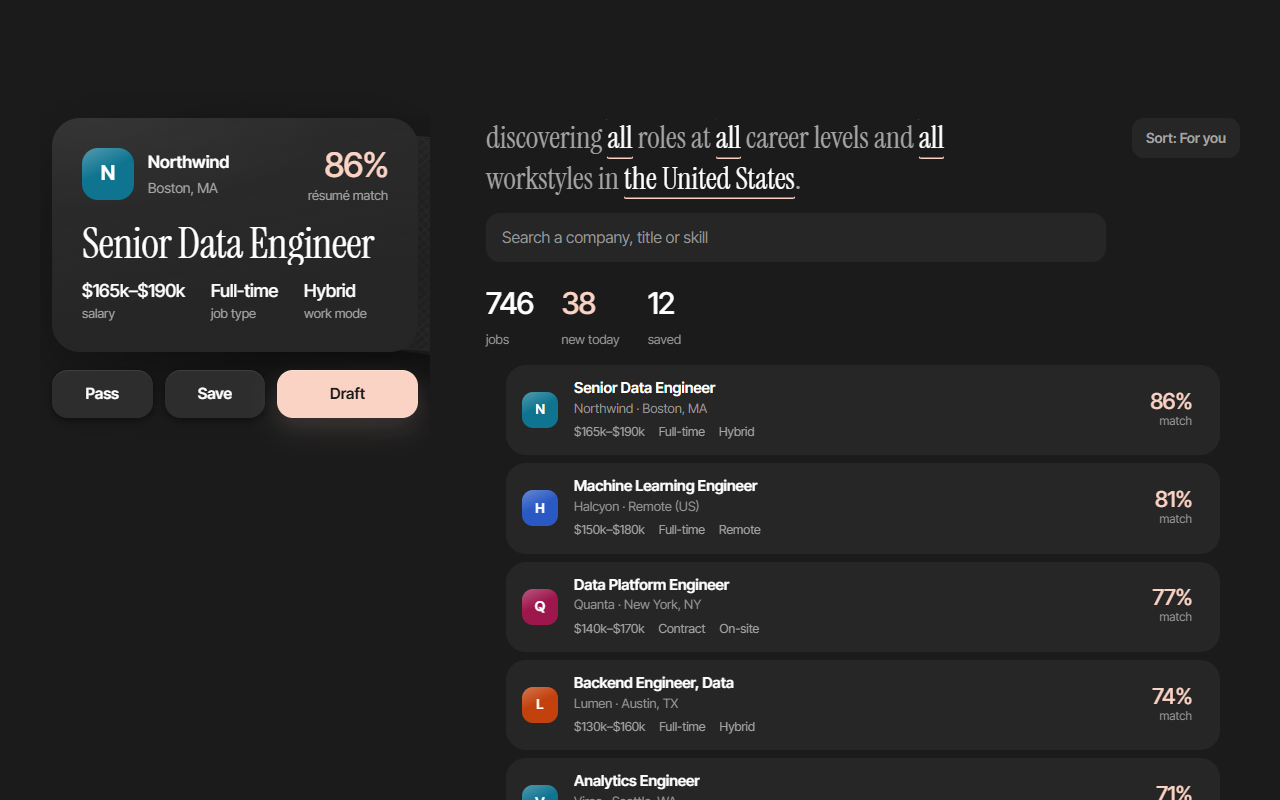 N
Northwind
Boston, MA
86%
résumé match
Senior Data Engineer
$165k–$190k Full-time Hybrid
salary job type work mode
Pass Save Draft
discovering all roles at all career levels and all
workstyles in the United States.
Sort: For you
Search a company, title or skill
746 38 12
jobs new today saved
N
Senior Data Engineer
Northwind · Boston, MA
$165k–$190k Full-time Hybrid
86%
match
H
Machine Learning Engineer
Halcyon · Remote (US)
$150k–$180k Full-time Remote
81%
match
Q
Data Platform Engineer
Quanta · New York, NY
$140k–$170k Contract On-site
77%
match
L
Backend Engineer, Data
Lumen · Austin, TX
$130k–$160k Full-time Hybrid
74%
match
Analytics Engineer
71%